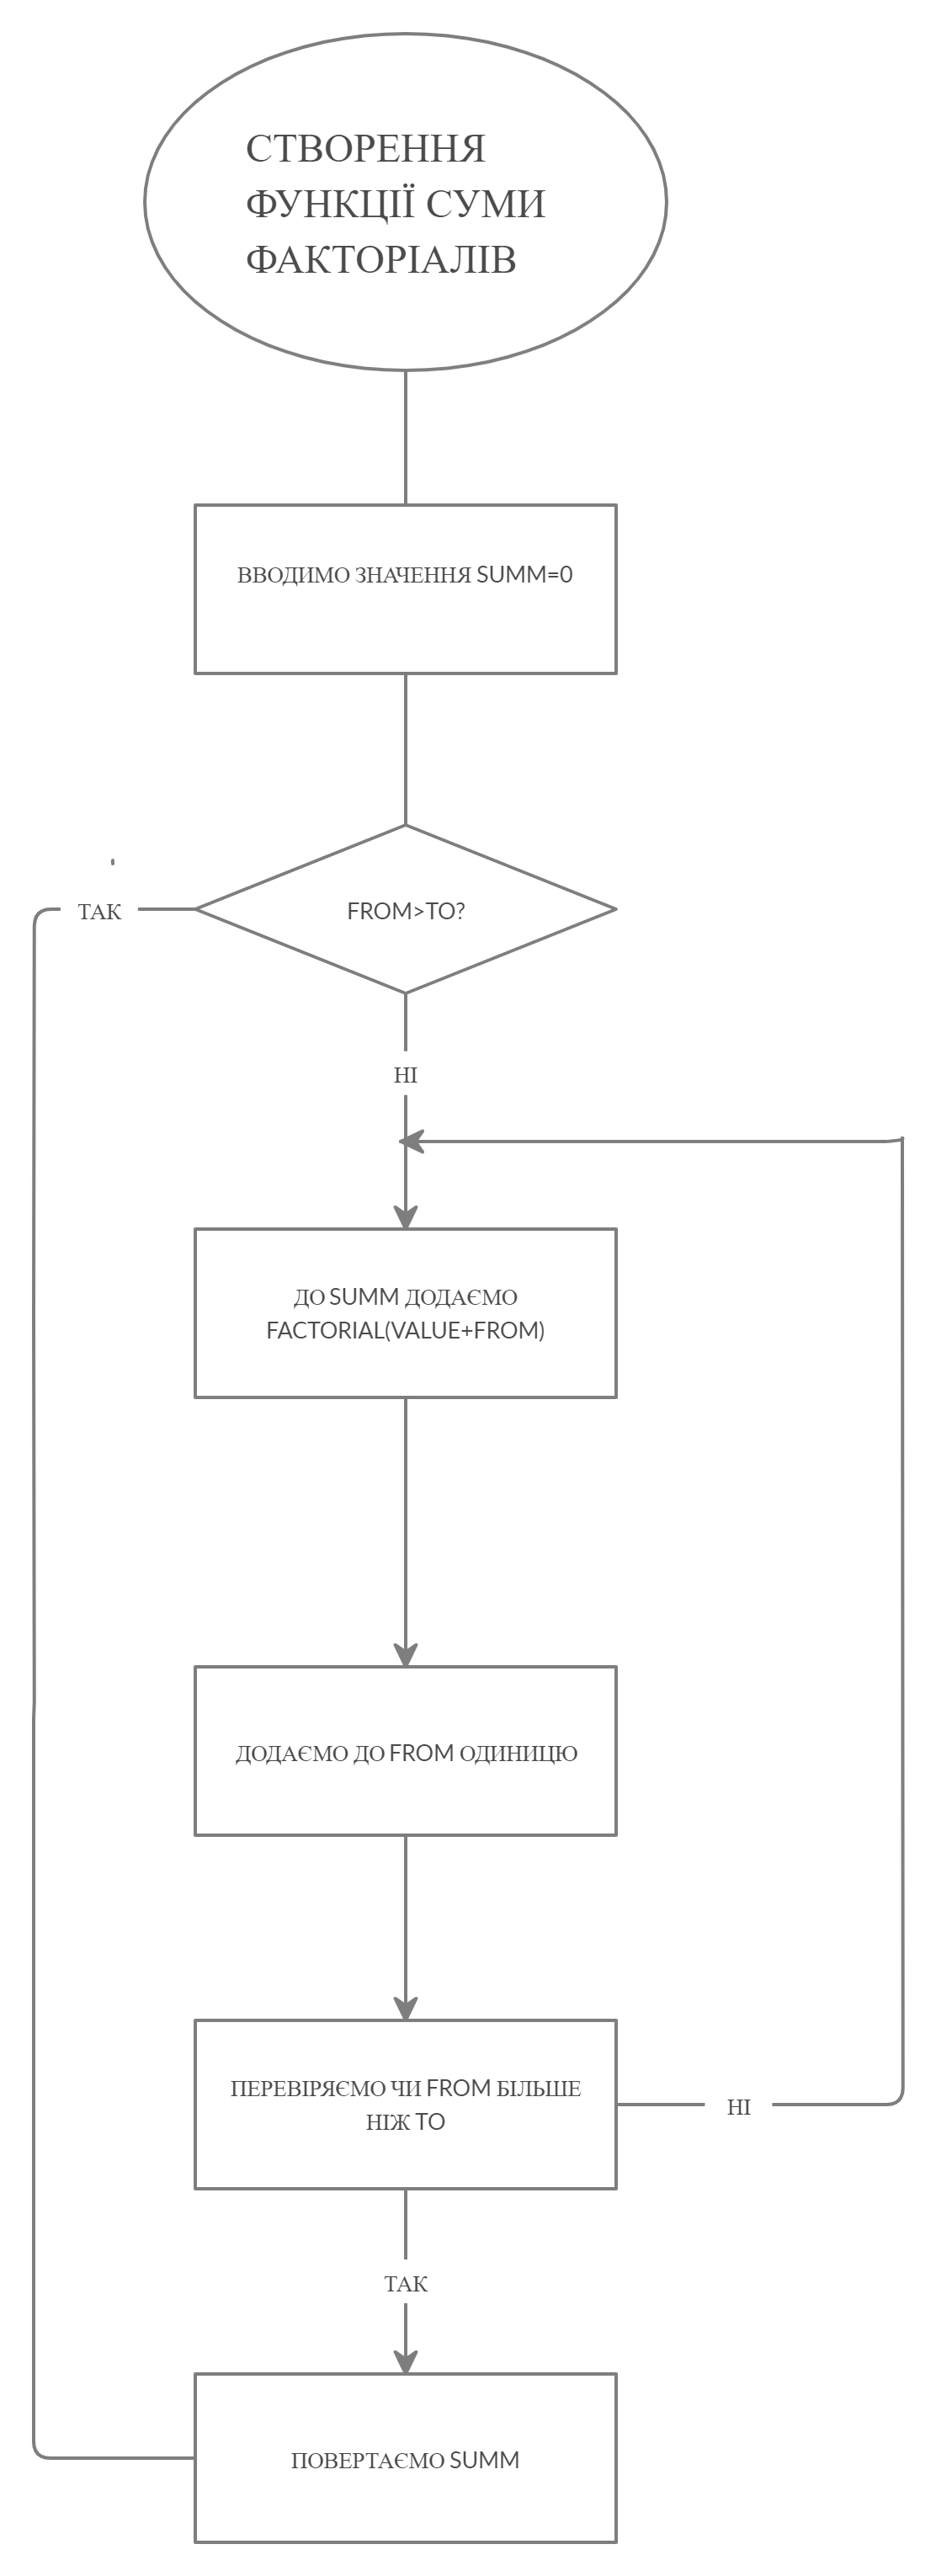 СТВОРЕННЯ
ФУНКЦІЇ СУМИ
ФАКТОРІАЛІВ
ВВОДИМО ЗНАЧЕННЯ SUMM=0
FROM>TO?
ТАК
НІ
ДО SUMM ДОДАЄМО
FACTORIAL(VALUE+FROM)
ДОДАЄМО ДО FROM ОДИНИЦЮ
ПЕРЕВІРЯЄМО ЧИ FROM БІЛЬШЕ
НІЖ TO
НІ
ТАК
ПОВЕРТАЄМО SUMM